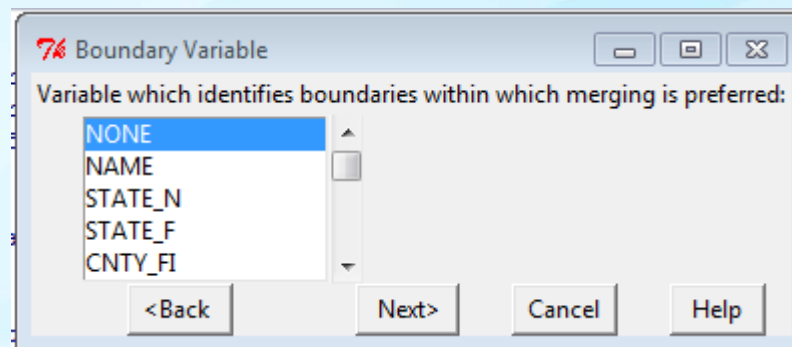 Boundary Variable
Variable which identifies boundaries within which merging is preferred:
NONE
NAME
STATE_N
STATE_F
CNTY_FI
<Back Next> Cancel Help